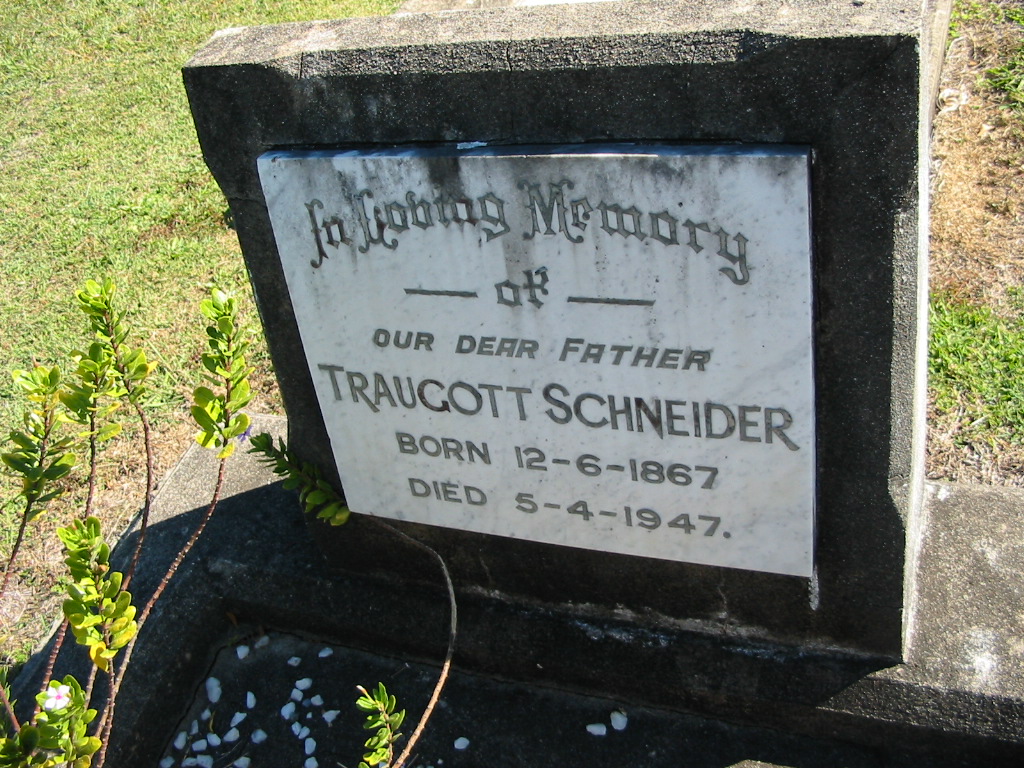 In Loving Memory
of
OUR DEAR FATHER
TRAUGOTT SCHNEIDER
BORN 12-6-1867
DIED 5-4-1947.